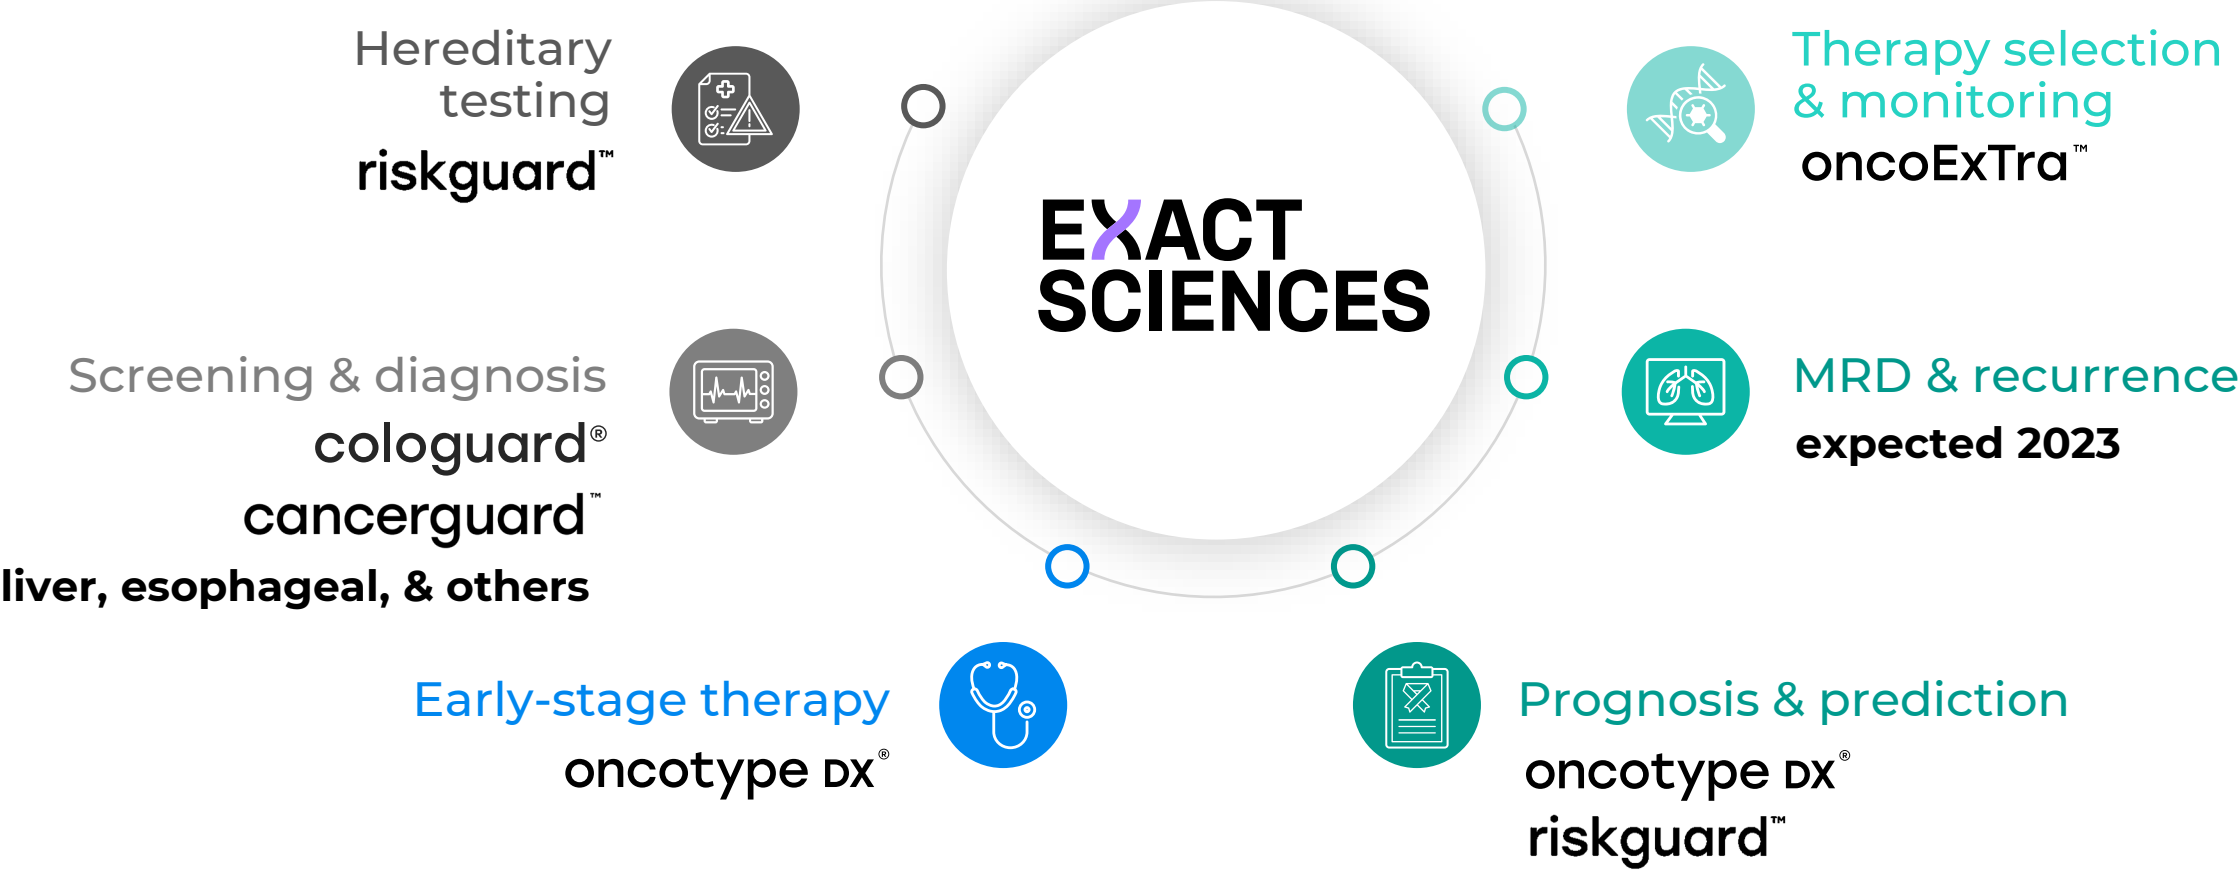 Hereditary
testing
riskguard™
Screening & diagnosis
cologuard®
cancerguard™
liver, esophageal, & others
Early-stage therapy
oncotype DX®
EXACT
SCIENCES
Therapy selection
& monitoring
oncoExTra™
MRD & recurrence
expected 2023
Prognosis & prediction
oncotype DX®
riskguard™